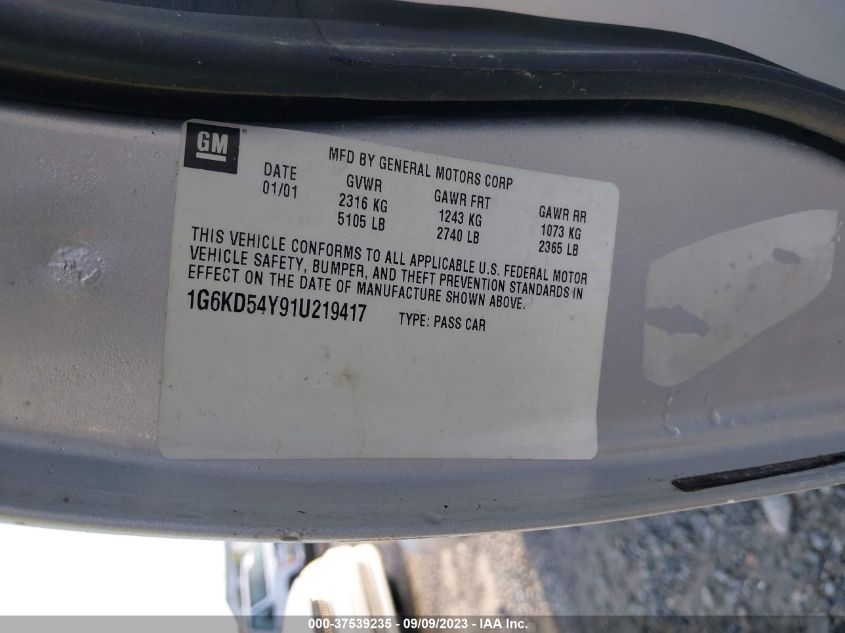 GM
MFD BY GENERAL MOTORS CORP
DATE GVWR GAWR FRT GAWR RR
01/01 2316 KG 1243 KG 1073 KG
5105 LB 2740 LB 2365 LB
THIS VEHICLE CONFORMS TO ALL APPLICABLE U.S. FEDERAL MOTOR
VEHICLE SAFETY, BUMPER, AND THEFT PREVENTION STANDARDS IN
EFFECT ON THE DATE OF MANUFACTURE SHOWN ABOVE.
1G6KD54Y91U219417 TYPE: PASS CAR
000-37539235 - 09/09/2023 - IAA Inc.